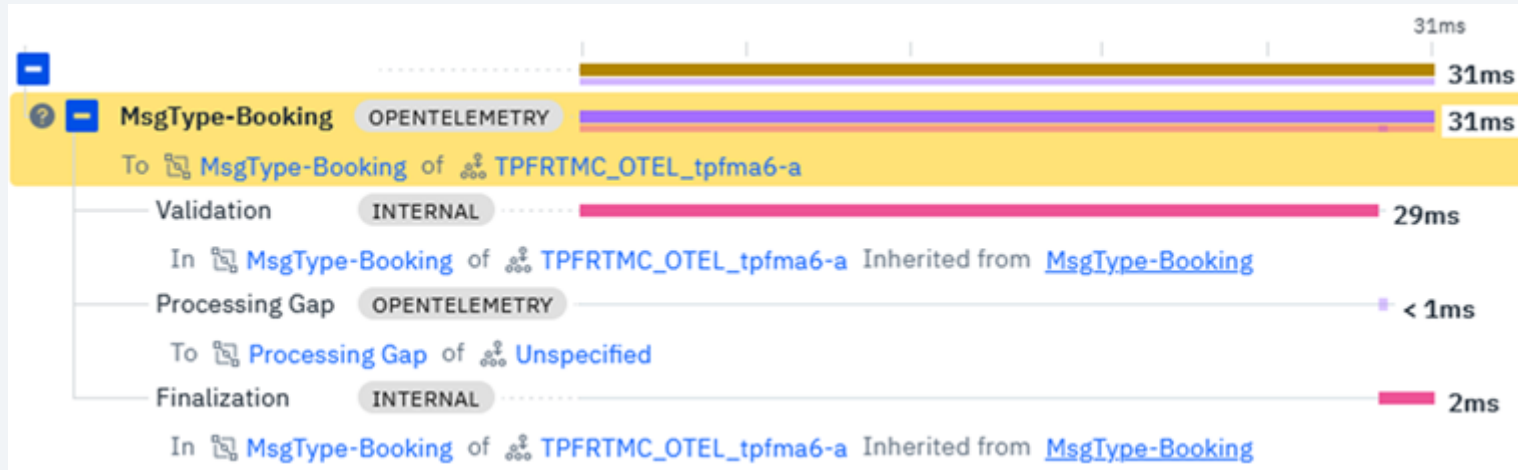 31ms
31ms
MsgType-Booking OPENTELEMETRY 31ms
To MsgType-Booking of TPFRTMC_OTEL_tpfma6-a
Validation INTERNAL 29ms
In MsgType-Booking of TPFRTMC_OTEL_tpfma6-a Inherited from MsgType-Booking
Processing Gap OPENTELEMETRY < 1ms
To Processing Gap of Unspecified
Finalization INTERNAL 2ms
In MsgType-Booking of TPFRTMC_OTEL_tpfma6-a Inherited from MsgType-Booking